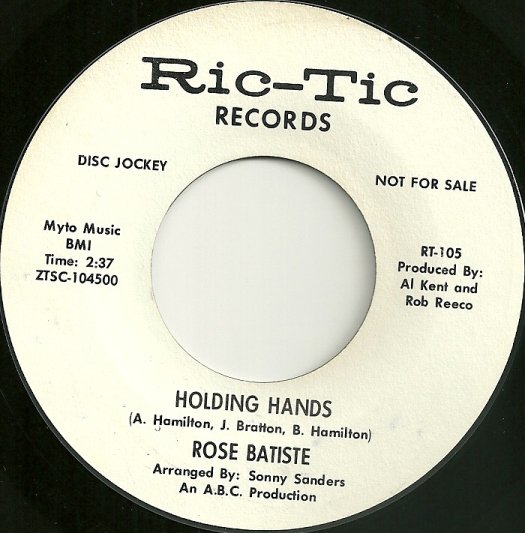 Ric-Tic
RECORDS
DISC JOCKEY
NOT FOR SALE
Myto Music
BMI
Time: 2:37
ZTSC-104500
RT-105
Produced By:
Al Kent and
Rob Reeco
HOLDING HANDS
(A. Hamilton, J. Bratton, B. Hamilton)
ROSE BATISTE
Arranged By: Sonny Sanders
An A.B.C. Production